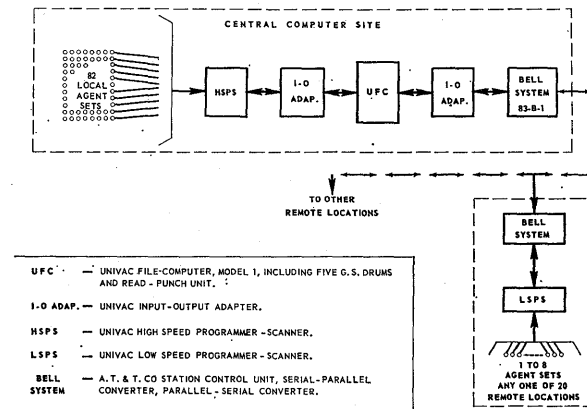 CENTRAL COMPUTER SITE
82
LOCAL
AGENT
SETS
HSPS
I-O
ADAP.
UFC
I-O
ADAP.
BELL
SYSTEM
83-B-1
TO OTHER
REMOTE LOCATIONS
BELL
SYSTEM
LSPS
1 TO 8
AGENT SETS
ANY ONE OF 20
REMOTE LOCATIONS
UFC — UNIVAC FILE-COMPUTER, MODEL 1, INCLUDING FIVE G.S. DRUMS
AND READ - PUNCH UNIT.
I-O ADAP. — UNIVAC INPUT-OUTPUT ADAPTER.
HSPS — UNIVAC HIGH SPEED PROGRAMMER - SCANNER.
LSPS — UNIVAC LOW SPEED PROGRAMMER - SCANNER.
BELL — A. T. & T. CO STATION CONTROL UNIT, SERIAL-PARALLEL
SYSTEM CONVERTER, PARALLEL - SERIAL CONVERTER.